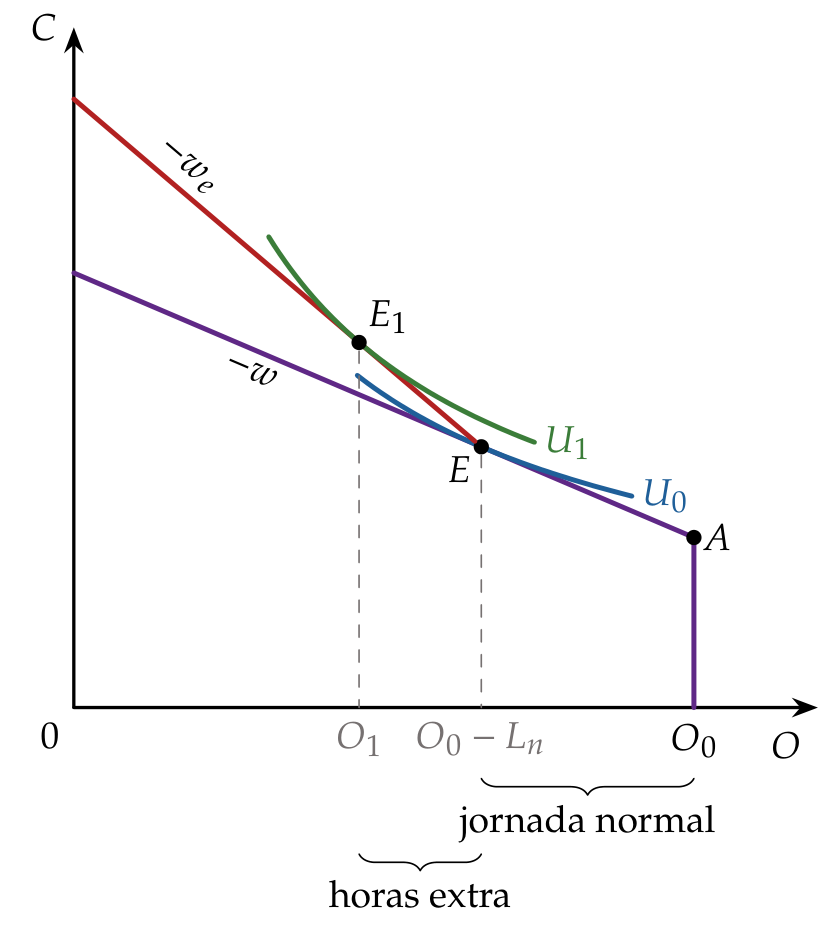 C
−w_e
E_1
−w
U_1
E
U_0
A
0
O_1
O_0 − L_n
O_0
O
jornada normal
horas extra